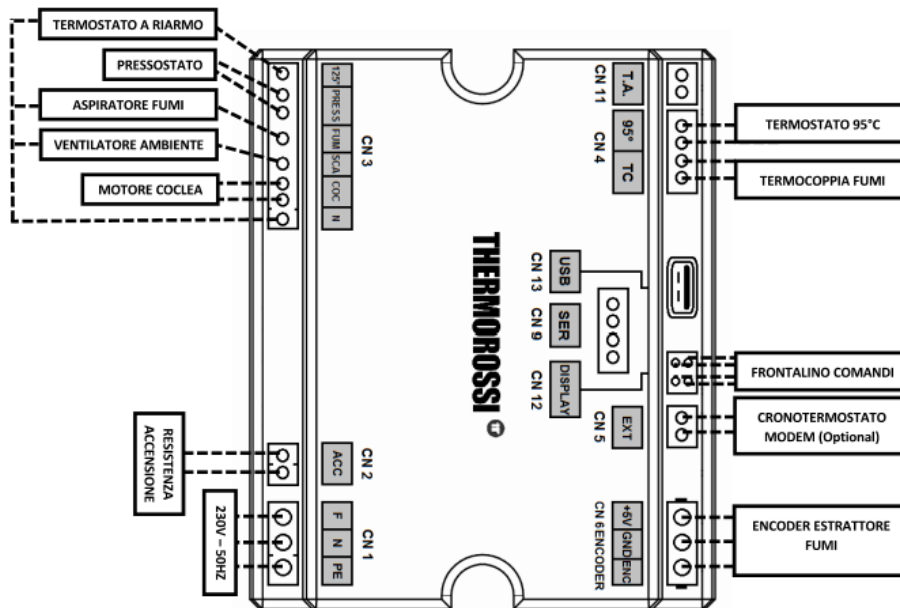 TERMOSTATO A RIARMO
PRESSOSTATO
ASPIRATORE FUMI
VENTILATORE AMBIENTE
MOTORE COCLEA
RESISTENZA
ACCENSIONE
230V – 50HZ
125°
PRESS
FUM
SCA
COC
N
CN 3
ACC
CN 2
F
N
PE
CN 1
THERMOROSSI
tr
T.A.
CN 11
95°
TC
CN 4
USB
CN 13
SER
CN 9
DISPLAY
CN 12
EXT
CN 5
+5V
GND
ENC
CN 6 ENCODER
TERMOSTATO 95°C
TERMOCOPPIA FUMI
FRONTALINO COMANDI
CRONOTERMOSTATO
MODEM (Optional)
ENCODER ESTRATTORE
FUMI